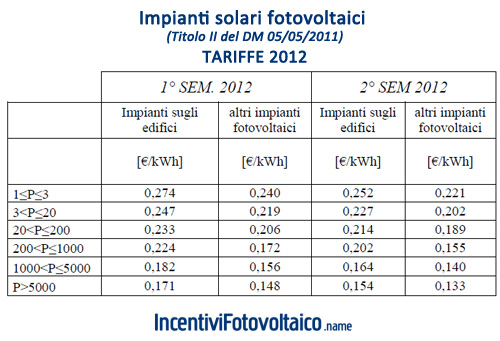 Impianti solari fotovoltaici
(Titolo II del DM 05/05/2011)
TARIFFE 2012
1° SEM. 2012 2° SEM 2012
Impianti sugli edifici altri impianti fotovoltaici Impianti sugli edifici altri impianti fotovoltaici
[€/kWh] [€/kWh] [€/kWh] [€/kWh]
1≤P≤3 0,274 0,240 0,252 0,221
3<P≤20 0,247 0,219 0,227 0,202
20<P≤200 0,233 0,206 0,214 0,189
200<P≤1000 0,224 0,172 0,202 0,155
1000<P≤5000 0,182 0,156 0,164 0,140
P>5000 0,171 0,148 0,154 0,133
IncentiviFotovoltaico.name